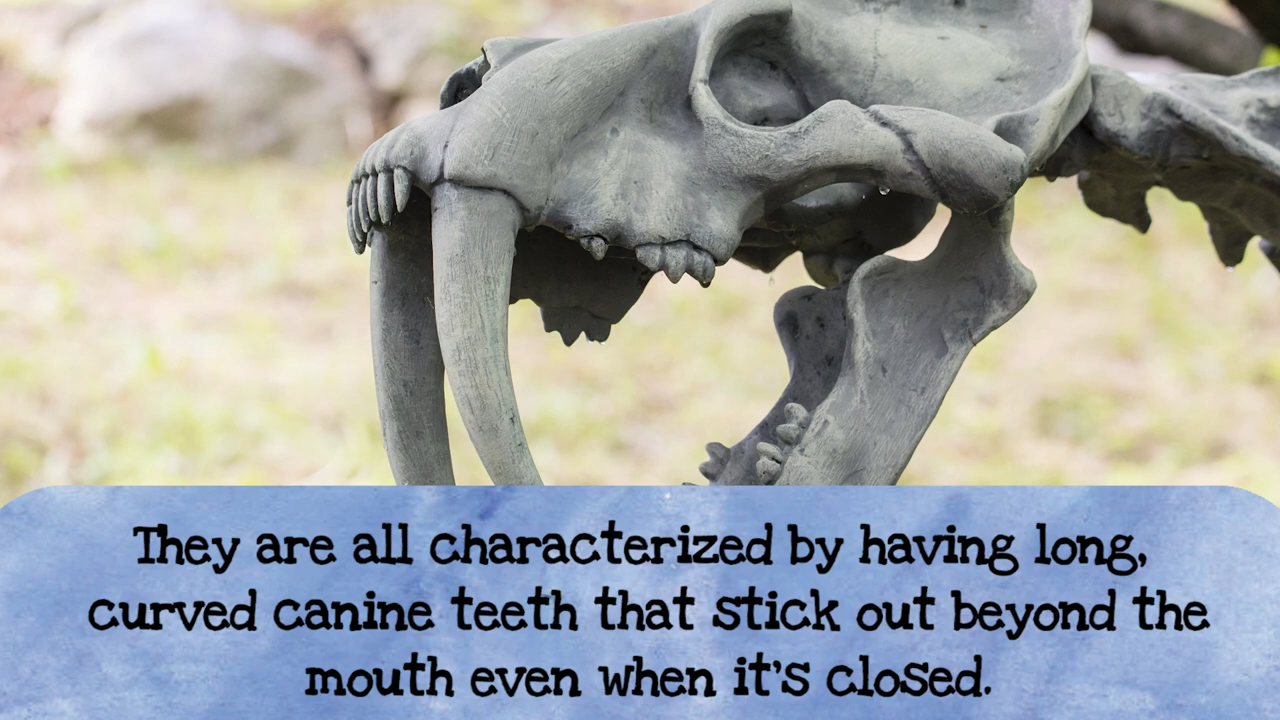 They are all characterized by having long,
curved canine teeth that stick out beyond the
mouth even when it's closed.